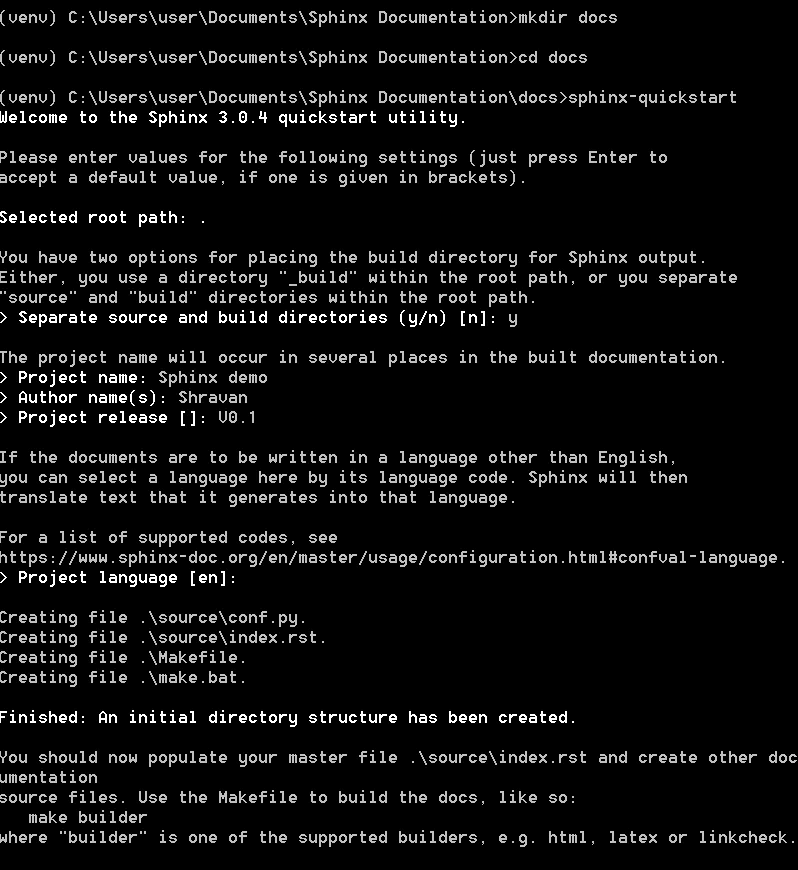 (venv) C:\Users\user\Documents\Sphinx Documentation>mkdir docs
(venv) C:\Users\user\Documents\Sphinx Documentation>cd docs
(venv) C:\Users\user\Documents\Sphinx Documentation\docs>sphinx-quickstart
Welcome to the Sphinx 3.0.4 quickstart utility.
Please enter values for the following settings (just press Enter to
accept a default value, if one is given in brackets).
Selected root path: .
You have two options for placing the build directory for Sphinx output.
Either, you use a directory "_build" within the root path, or you separate
"source" and "build" directories within the root path.
> Separate source and build directories (y/n) [n]: y
The project name will occur in several places in the built documentation.
> Project name: Sphinx demo
> Author name(s): Shravan
> Project release []: V0.1
If the documents are to be written in a language other than English,
you can select a language here by its language code. Sphinx will then
translate text that it generates into that language.
For a list of supported codes, see
https://www.sphinx-doc.org/en/master/usage/configuration.html#confval-language.
> Project language [en]:
Creating file .\source\conf.py.
Creating file .\source\index.rst.
Creating file .\Makefile.
Creating file .\make.bat.
Finished: An initial directory structure has been created.
You should now populate your master file .\source\index.rst and create other doc
umentation
source files. Use the Makefile to build the docs, like so:
   make builder
where "builder" is one of the supported builders, e.g. html, latex or linkcheck.